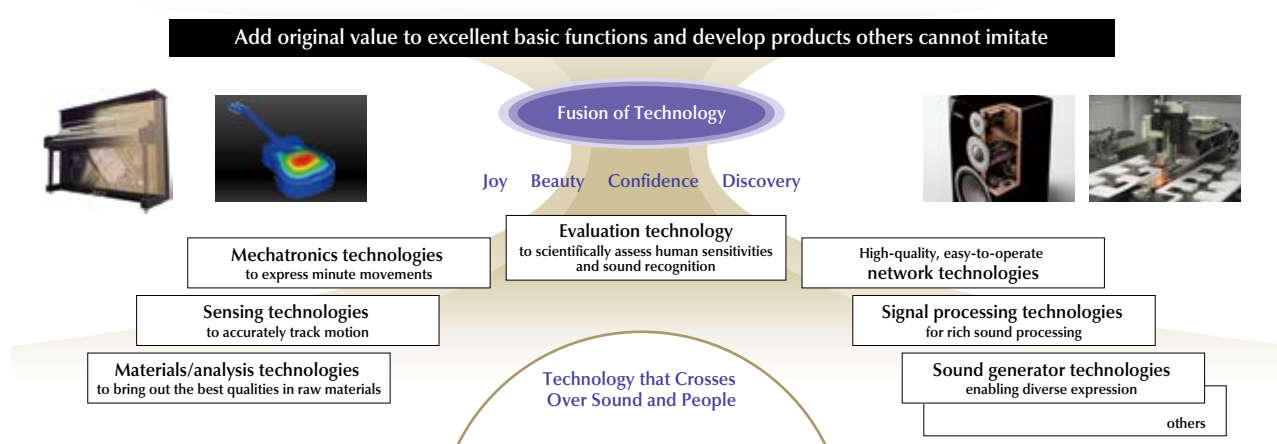 Add original value to excellent basic functions and develop products others cannot imitate
Fusion of Technology
Joy Beauty Confidence Discovery
Evaluation technology
to scientifically assess human sensitivities
and sound recognition
Mechatronics technologies
to express minute movements
High-quality, easy-to-operate
network technologies
Sensing technologies
to accurately track motion
Signal processing technologies
for rich sound processing
Materials/analysis technologies
to bring out the best qualities in raw materials
Sound generator technologies
enabling diverse expression
others
Technology that Crosses
Over Sound and People